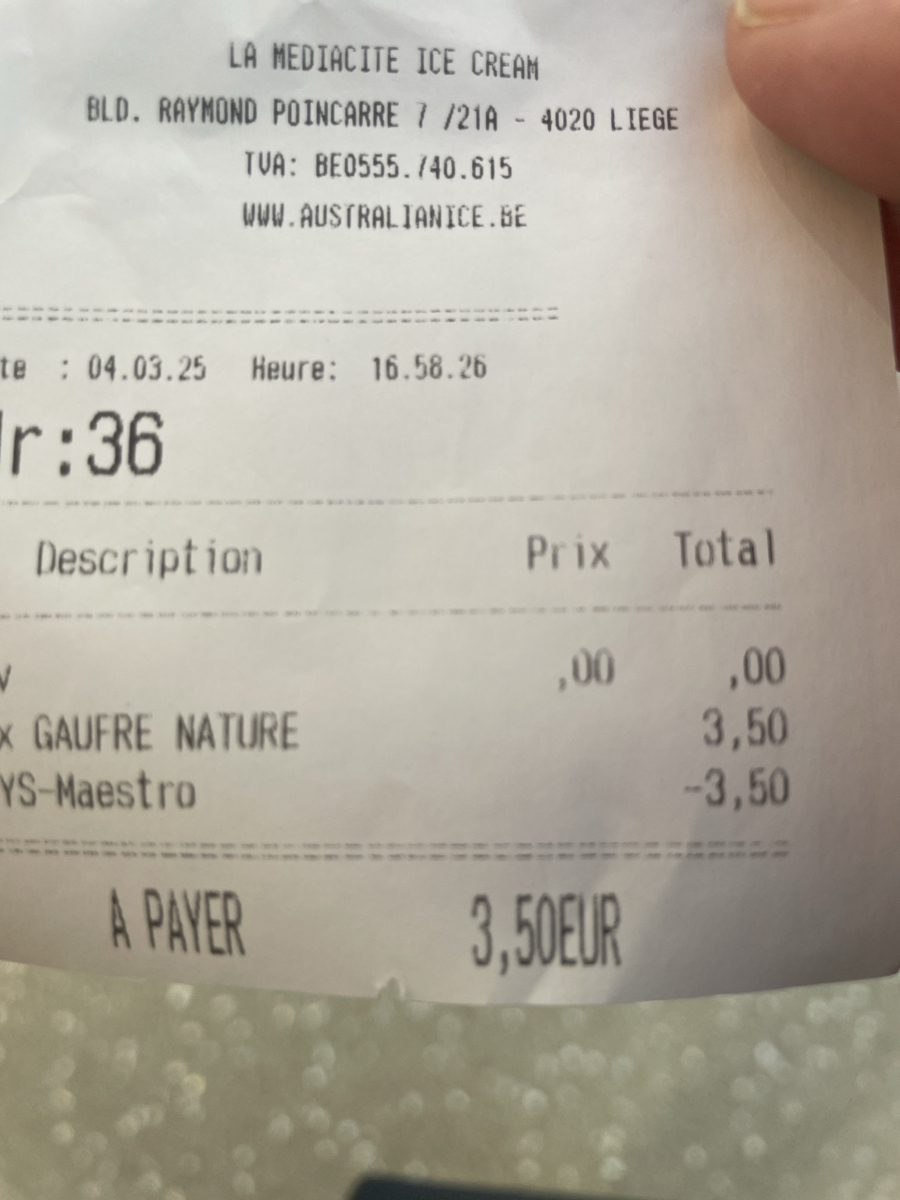 LA MEDIACITE ICE CREAM
BLD. RAYMOND POINCARRE 7 /21A - 4020 LIEGE
TVA: BE0555.740.615
WWW.AUSTRALIANICE.BE
te : 04.03.25 Heure: 16.58.26
r:36
Description Prix Total
,00 ,00
x GAUFRE NATURE 3,50
YS-Maestro -3,50
A PAYER 3,50EUR